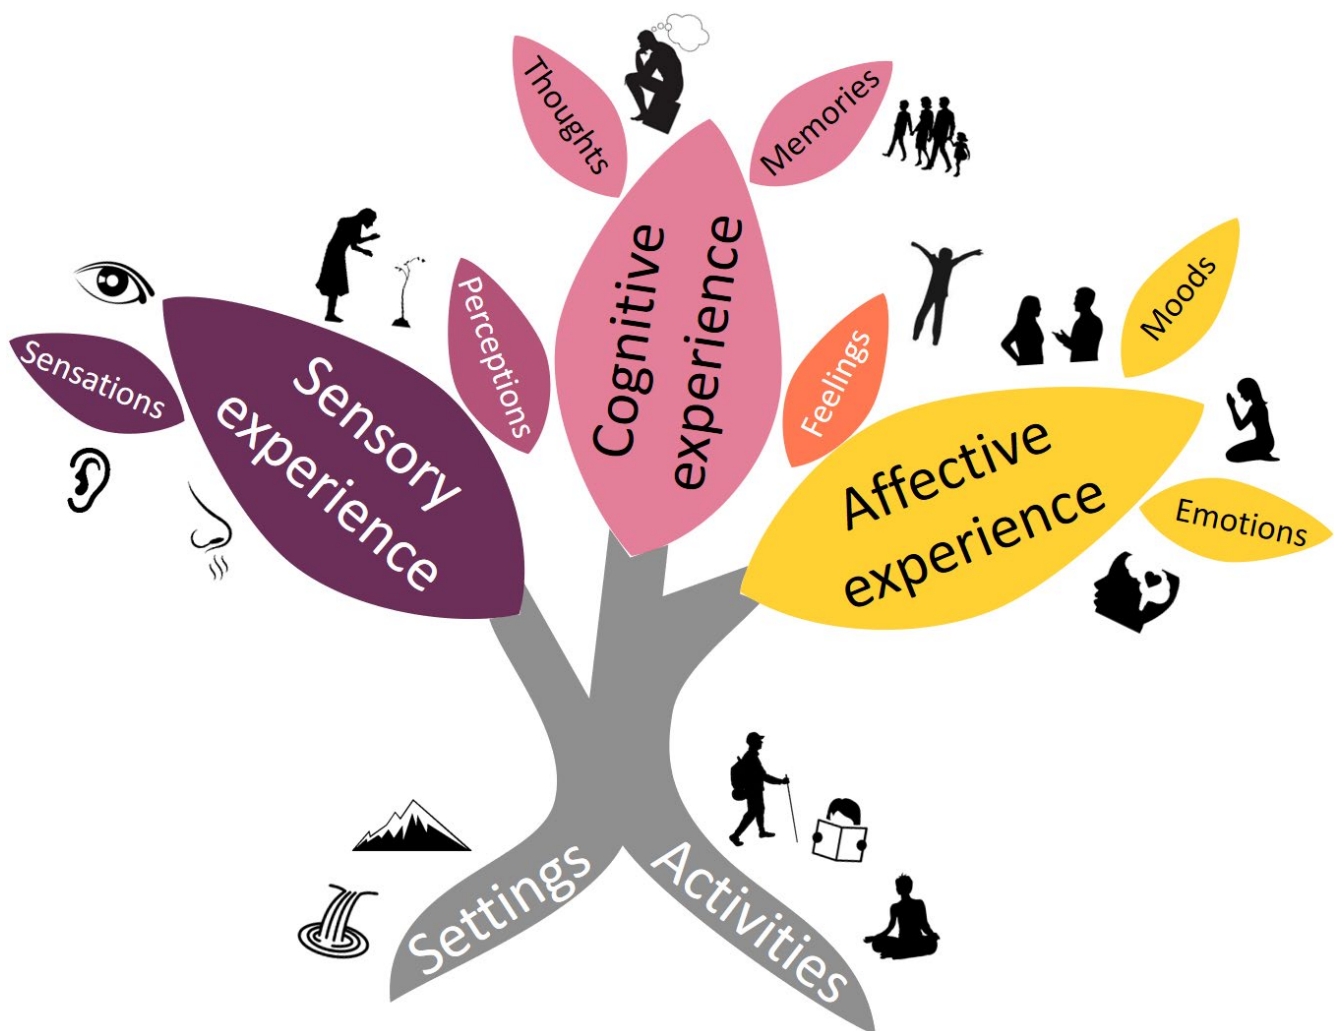 Thoughts
Memories
Cognitive
experience
Perceptions
Sensations
Sensory
experience
Feelings
Moods
Affective
experience
Emotions
Settings
Activities